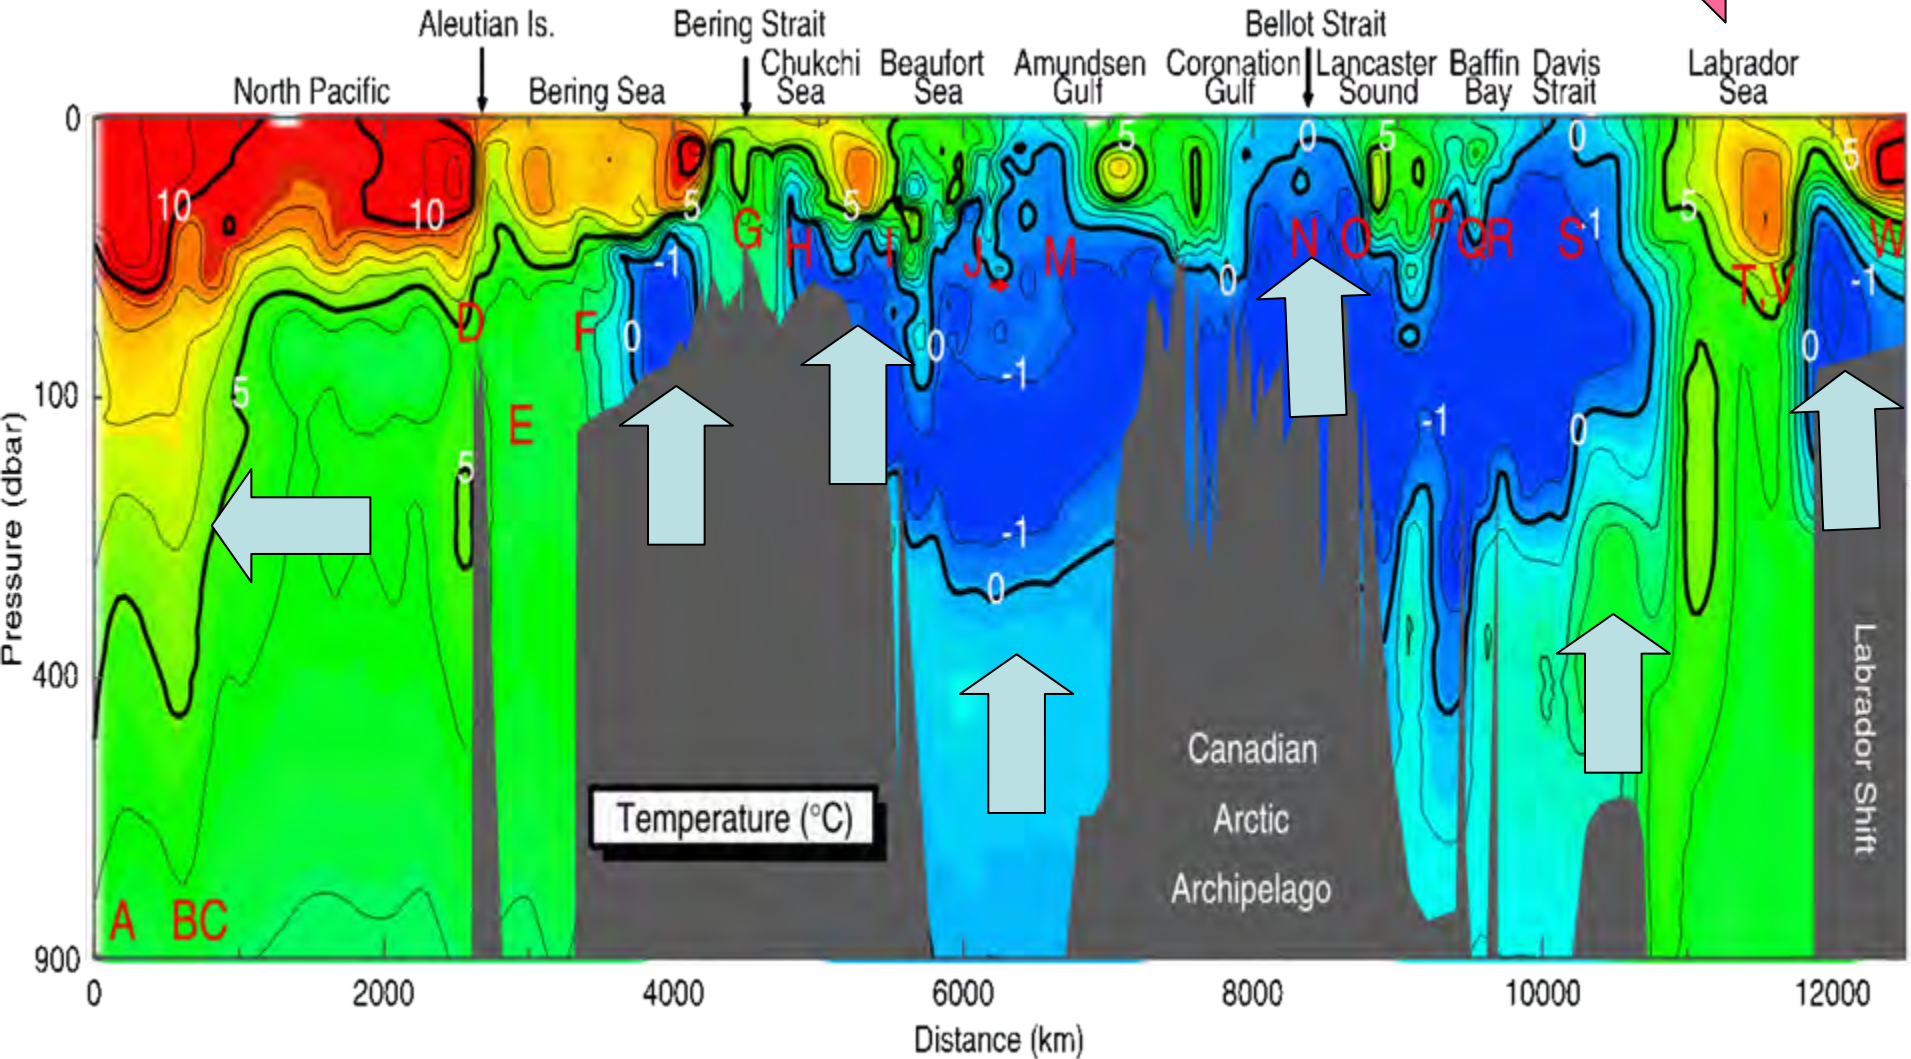 Aleutian Is.
Bering Strait
Bellot Strait
North Pacific
Bering Sea
Chukchi
Sea
Beaufort
Sea
Amundsen
Gulf
Coronation
Gulf
Lancaster
Sound
Baffin
Bay
Davis
Strait
Labrador
Sea
0
100
400
900
Pressure (dbar)
10
10
5
5
5
-1
0
5
0
-1
-1
0
5
0
0
5
-1
0
-1
0
5
5
-1
0
A
B
C
D
E
F
G
H
I
J
M
N
O
P
Q
R
S
T,V
W
Temperature (°C)
Canadian
Arctic
Archipelago
Labrador Shift
0
2000
4000
6000
8000
10000
12000
Distance (km)